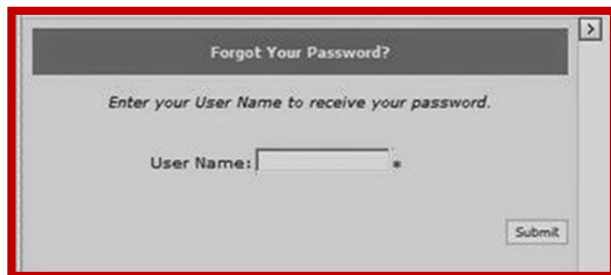 Forgot Your Password?
Enter your User Name to receive your password.
User Name: *
Submit